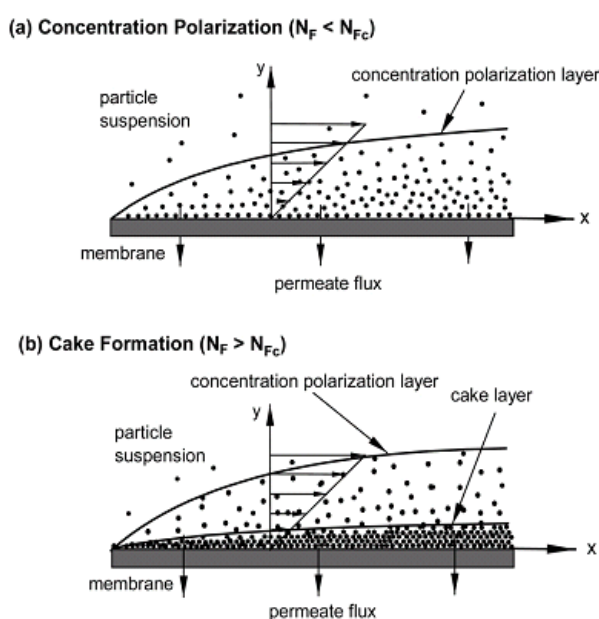 (a) Concentration Polarization (N_F < N_Fc)
y
concentration polarization layer
particle
suspension
x
membrane
permeate flux
(b) Cake Formation (N_F > N_Fc)
concentration polarization layer
cake layer
y
particle
suspension
x
membrane
permeate flux